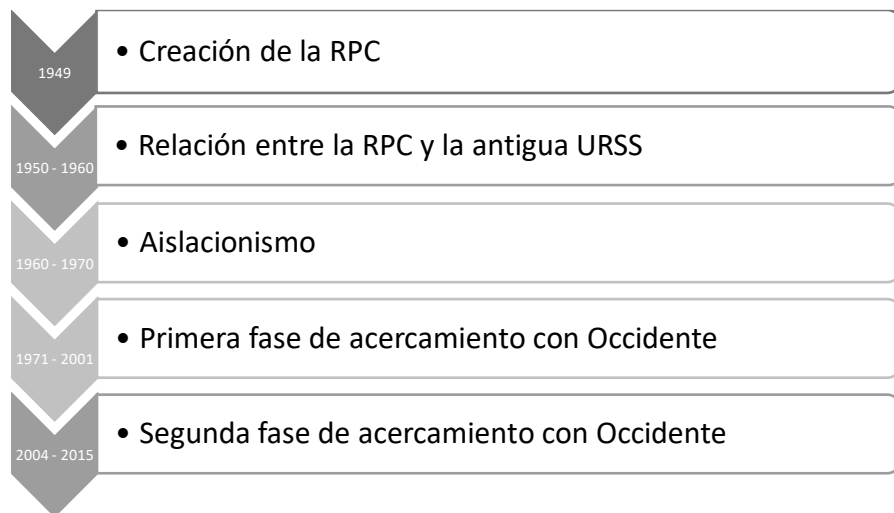 1949
• Creación de la RPC
1950 - 1960
• Relación entre la RPC y la antigua URSS
1960 - 1970
• Aislacionismo
1971 - 2001
• Primera fase de acercamiento con Occidente
2004 - 2015
• Segunda fase de acercamiento con Occidente